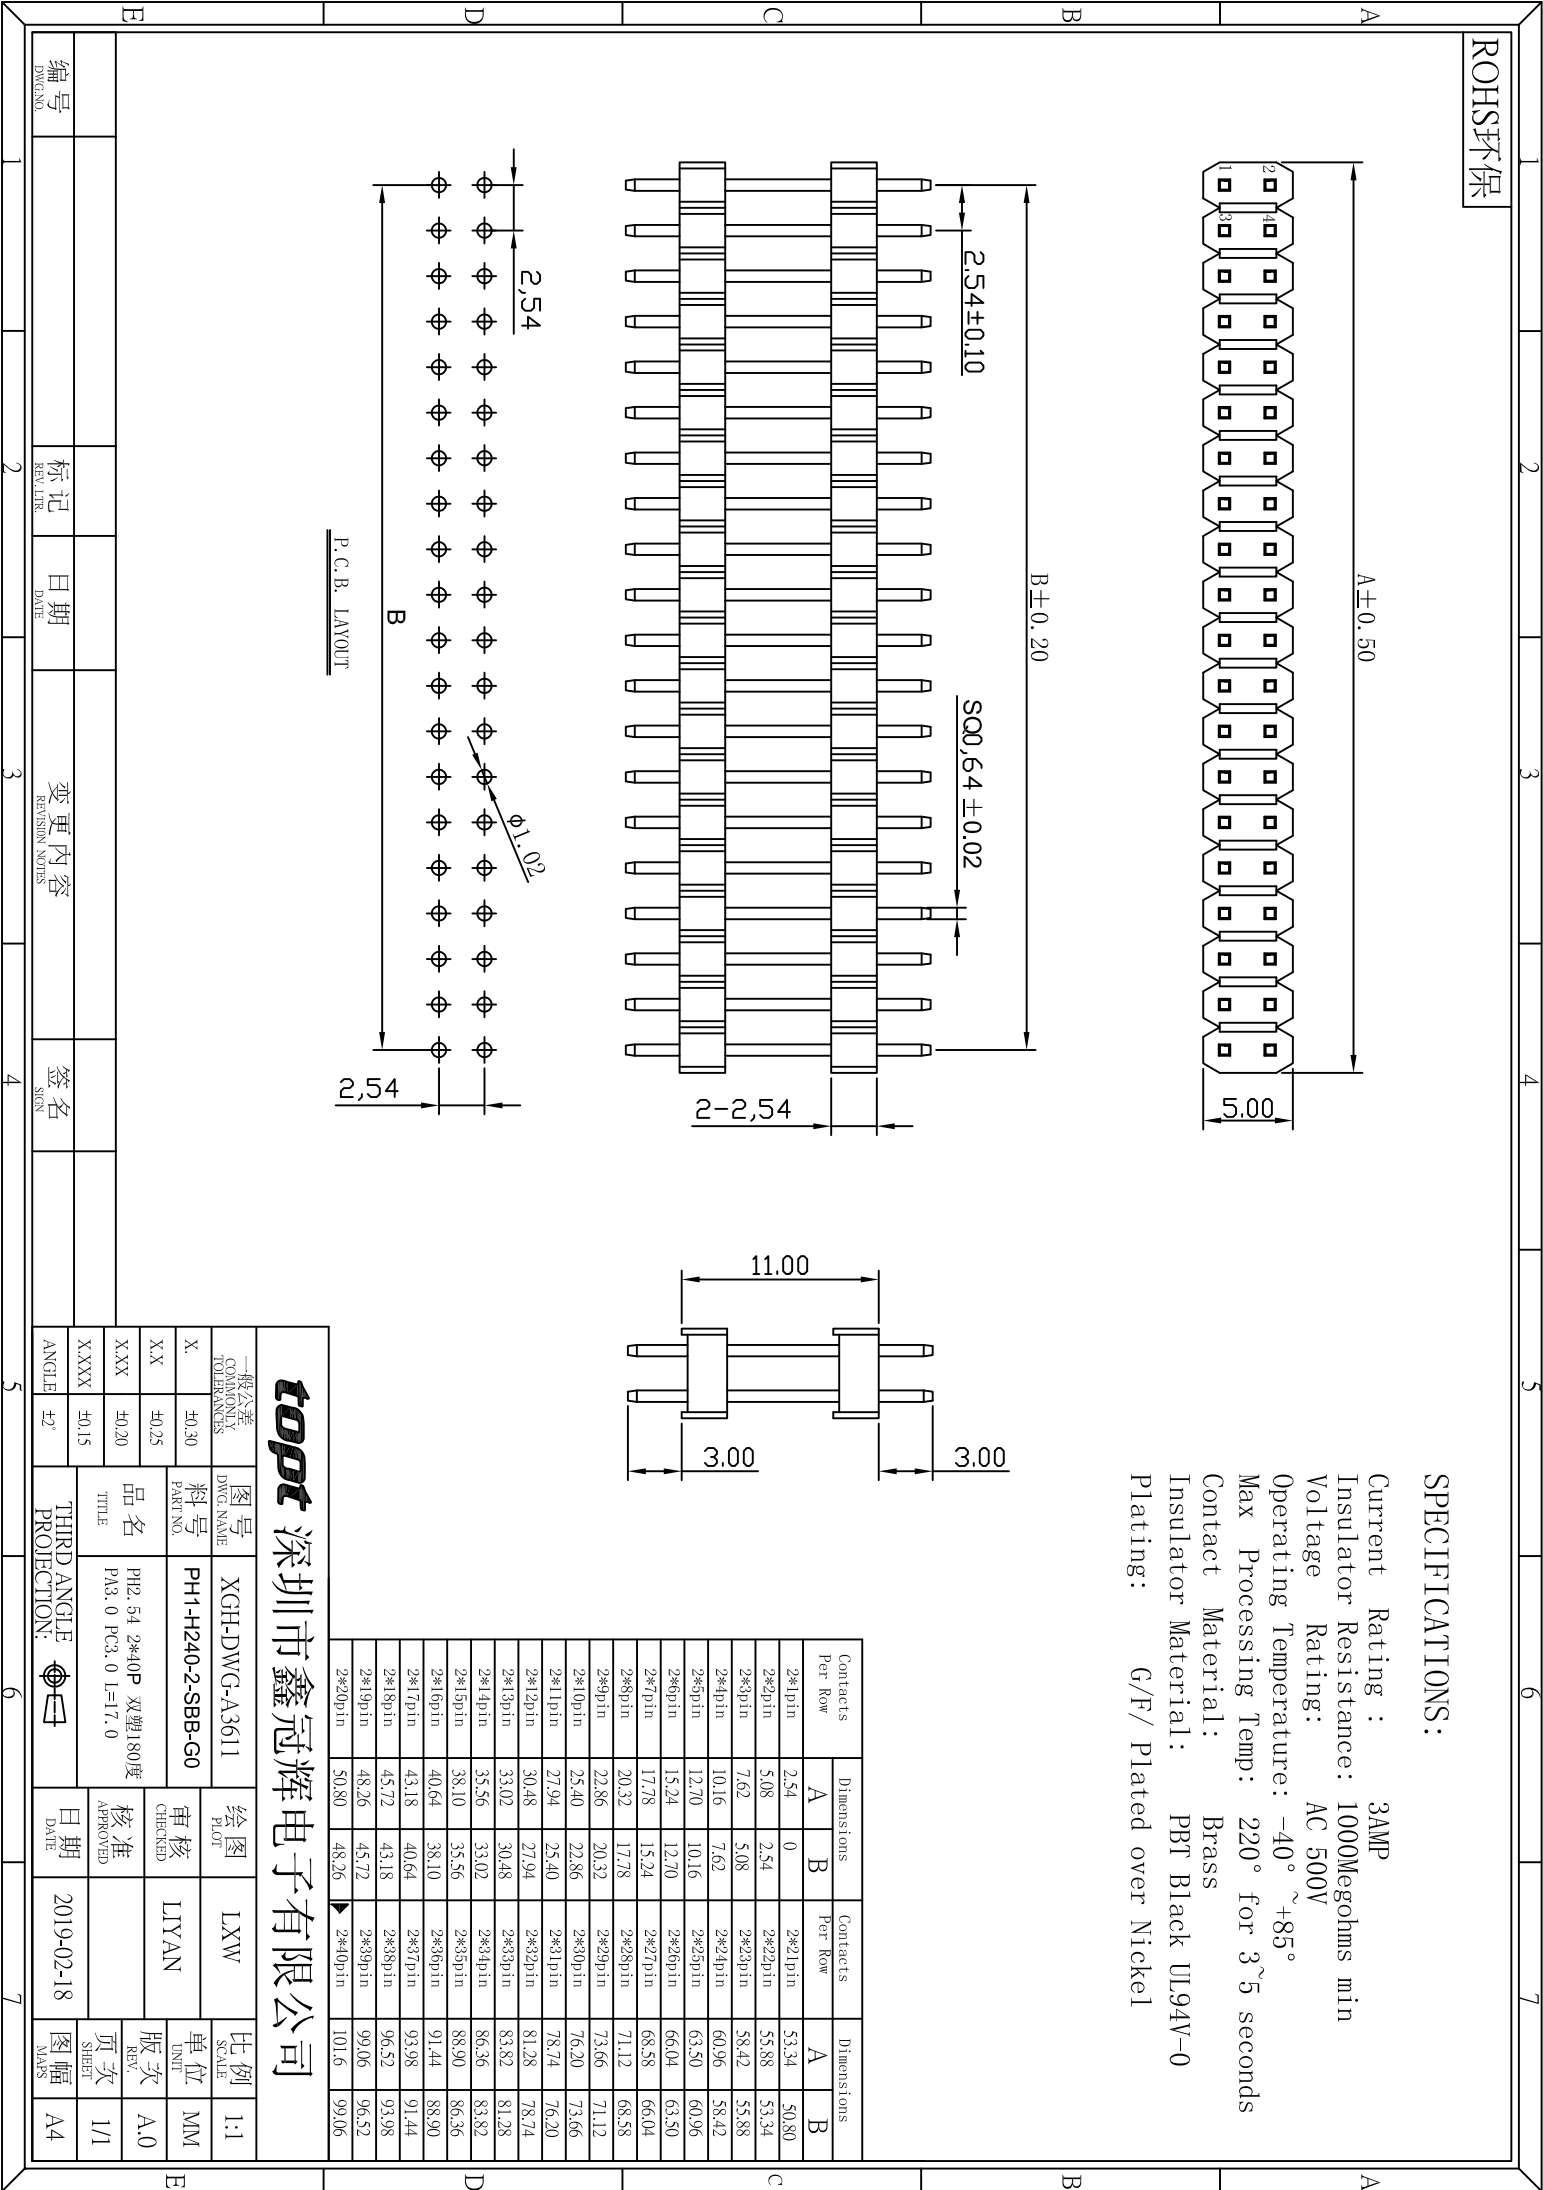 ROHS环保
1 2 3 4 5 6 7
1 2 3 4 5 6 7
A B C D E
A B C D E
A±0.50
2 4
1 3
5.00
B±0.20
2.54±0.10
SQ0,64±0.02
2-2,54
2,54
φ1.02
B
2,54
P.C.B. LAYOUT
11.00
3.00
3.00
SPECIFICATIONS:
Current Rating : 3AMP
Insulator Resistance: 1000Megohms min
Voltage Rating: AC 500V
Operating Temperature: -40°~+85°
Max Processing Temp: 220° for 3~5 seconds
Contact Material: Brass
Insulator Material: PBT Black UL94V-0
Plating: G/F/ Plated over Nickel
Contacts Per Row Dimensions Contacts Per Row Dimensions
A B A B
2*1pin 2.54 0 2*21pin 53.34 50.80
2*2pin 5.08 2.54 2*22pin 55.88 53.34
2*3pin 7.62 5.08 2*23pin 58.42 55.88
2*4pin 10.16 7.62 2*24pin 60.96 58.42
2*5pin 12.70 10.16 2*25pin 63.50 60.96
2*6pin 15.24 12.70 2*26pin 66.04 63.50
2*7pin 17.78 15.24 2*27pin 68.58 66.04
2*8pin 20.32 17.78 2*28pin 71.12 68.58
2*9pin 22.86 20.32 2*29pin 73.66 71.12
2*10pin 25.40 22.86 2*30pin 76.20 73.66
2*11pin 27.94 25.40 2*31pin 78.74 76.20
2*12pin 30.48 27.94 2*32pin 81.28 78.74
2*13pin 33.02 30.48 2*33pin 83.82 81.28
2*14pin 35.56 33.02 2*34pin 86.36 83.82
2*15pin 38.10 35.56 2*35pin 88.90 86.36
2*16pin 40.64 38.10 2*36pin 91.44 88.90
2*17pin 43.18 40.64 2*37pin 93.98 91.44
2*18pin 45.72 43.18 2*38pin 96.52 93.98
2*19pin 48.26 45.72 2*39pin 99.06 96.52
2*20pin 50.80 48.26 2*40pin 101.6 99.06
topt 深圳市鑫冠辉电子有限公司
一般公差
COMMONLY
TOLERANCES
X. ±0.30
X.X ±0.25
X.XX ±0.20
X.XXX ±0.15
ANGLE ±2°
图号 DWG. NAME XGH-DWG-A3611
料号 PART NO. PH1-H240-2-SBB-G0
品名 TITLE
PH2.54 2*40P 双塑180度
PA3.0 PC3.0 L=17.0
THIRD ANGLE
PROJECTION:
绘图 PLOT LXW
审核 CHECKED LIYAN
核准 APPROVED
日期 DATE 2019-02-18
比例 SCALE 1:1
单位 UNIT MM
版次 REV. A.0
页次 SHEET 1/1
图幅 MAPS A4
编号 DWG.NO.
标记 REV. LTR.
日期 DATE
变更内容 REVISION NOTES
签名 SIGN